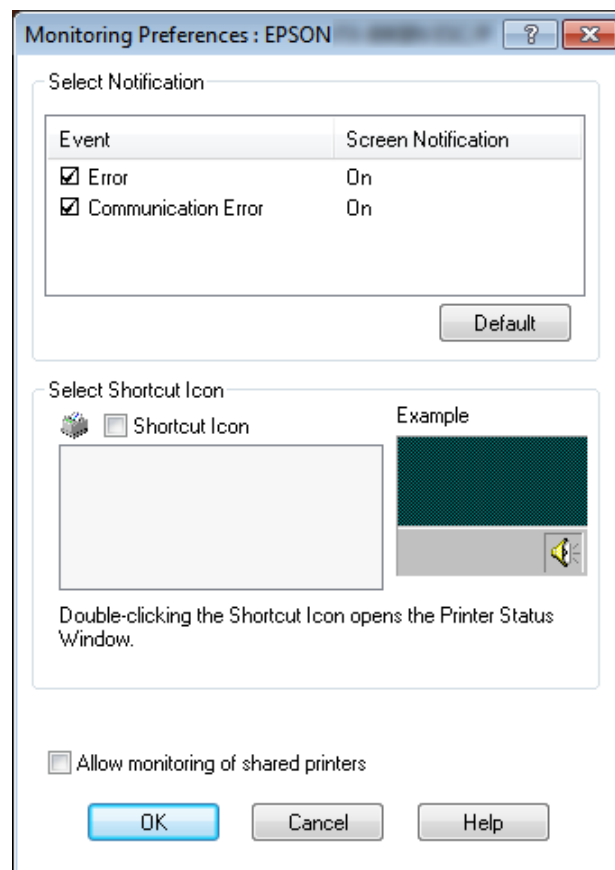 Monitoring Preferences : EPSON
Select Notification
Event Screen Notification
Error On
Communication Error On
Default
Select Shortcut Icon
Shortcut Icon
Example
Double-clicking the Shortcut Icon opens the Printer Status
Window.
Allow monitoring of shared printers
OK Cancel Help